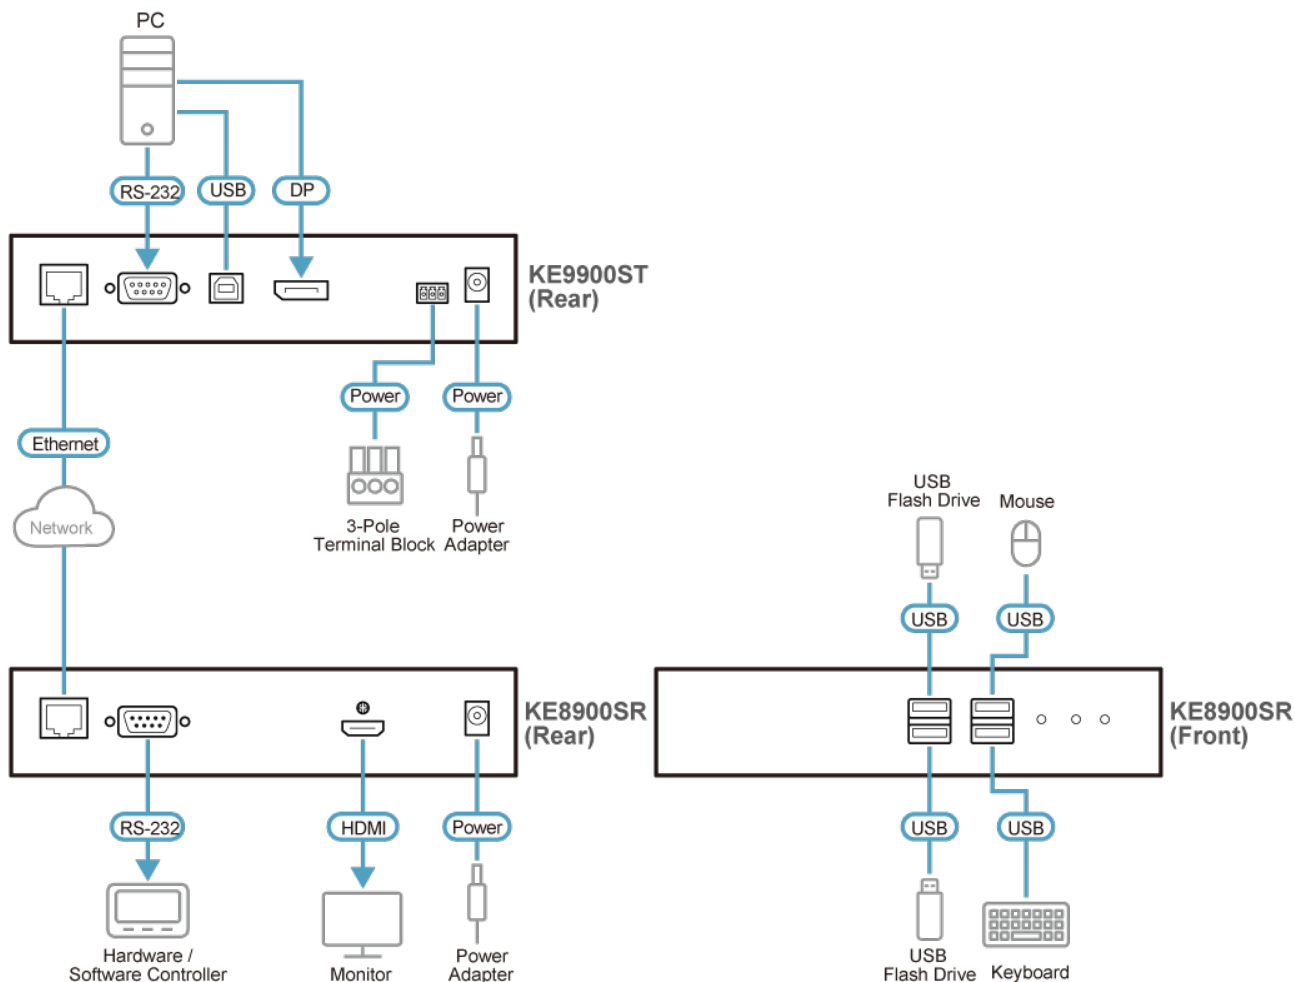 PC
RS-232
USB
DP
KE9900ST
(Rear)
Power
Power
Ethernet
Network
3-Pole
Terminal Block
Power
Adapter
USB
Flash Drive
Mouse
USB
USB
KE8900SR
(Rear)
KE8900SR
(Front)
RS-232
HDMI
Power
USB
USB
Hardware /
Software Controller
Monitor
Power
Adapter
USB
Flash Drive
Keyboard